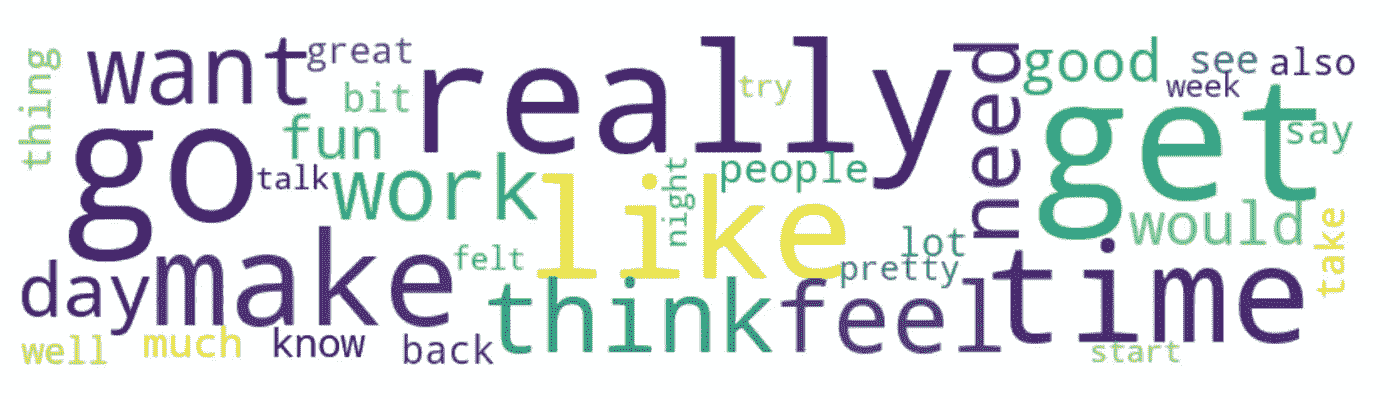 thing
want
great
really
try
need
good
see
also
week
bit
fun
go
talk
work
people
night
like
get
say
would
take
lot
pretty
day
make
felt
think
feel
time
well
much
know
back
start